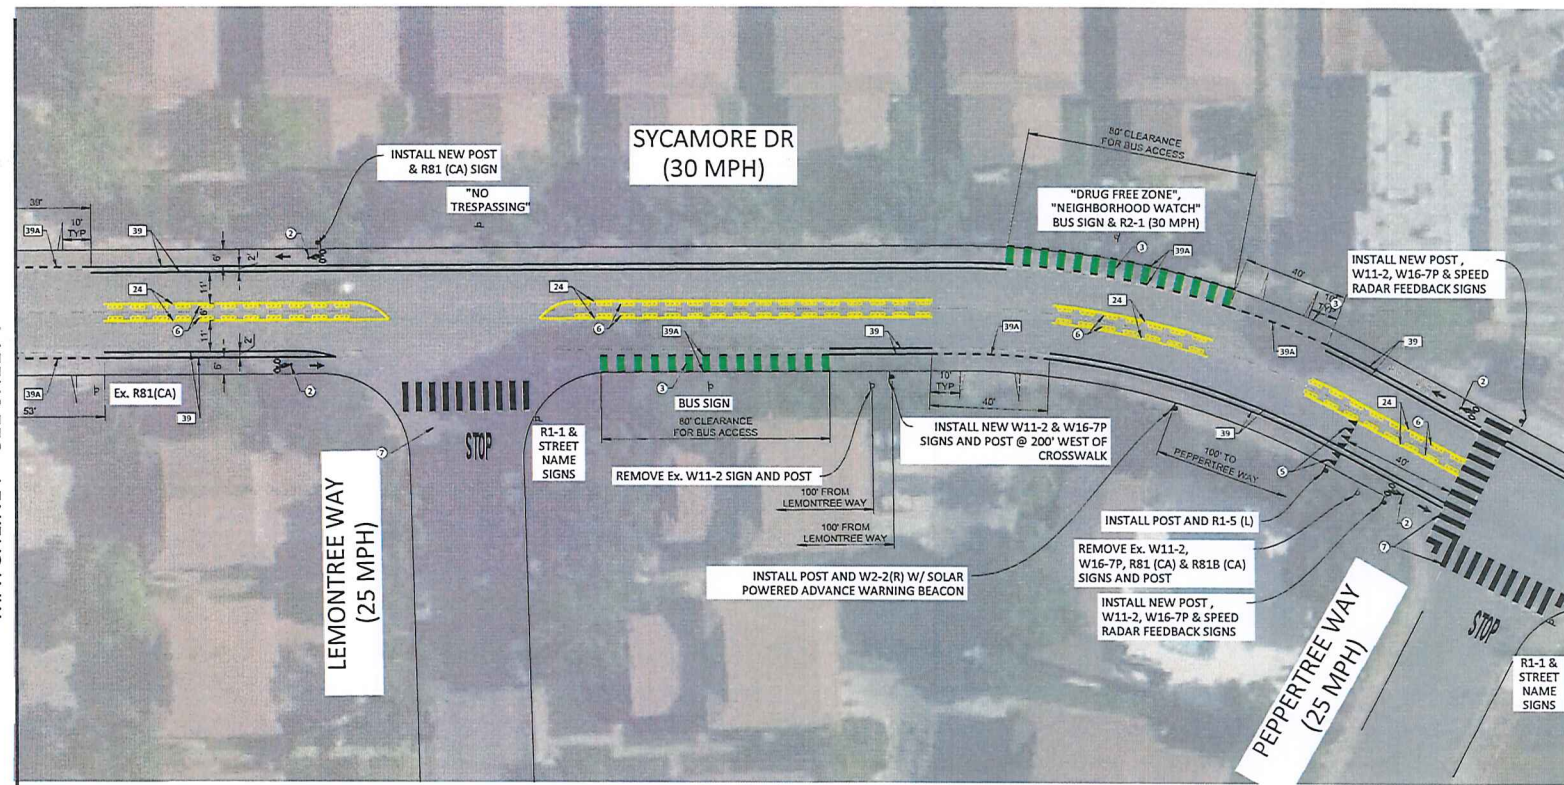 SYCAMORE DR
(30 MPH)
80' CLEARANCE
FOR BUS ACCESS
INSTALL NEW POST
& R81 (CA) SIGN
"NO
TRESPASSING"
"DRUG FREE ZONE",
"NEIGHBORHOOD WATCH"
BUS SIGN & R2-1 (30 MPH)
INSTALL NEW POST ,
W11-2, W16-7P & SPEED
RADAR FEEDBACK SIGNS
39'
10'
TYP
39A
39
2
6'
2'
3
39A
40'
10'
TYP
3
24
6
11'
6'
11'
24
6
24
6
39A
39
39A
39
39A
2
2'
6'
39A
53'
Ex. R81(CA)
39
2
3
BUS SIGN
80' CLEARANCE
FOR BUS ACCESS
10'
TYP
40'
24
6
39
100' TO
PEPPERTREE WAY
5
40'
2
7
STOP
7
R1-1 &
STREET
NAME
SIGNS
INSTALL NEW W11-2 & W16-7P
SIGNS AND POST @ 200' WEST OF
CROSSWALK
REMOVE Ex. W11-2 SIGN AND POST
100' FROM
LEMONTREE WAY
100' FROM
LEMONTREE WAY
LEMONTREE WAY
(25 MPH)
INSTALL POST AND R1-5 (L)
REMOVE Ex. W11-2,
W16-7P, R81 (CA) & R81B (CA)
SIGNS AND POST
INSTALL POST AND W2-2(R) W/ SOLAR
POWERED ADVANCE WARNING BEACON
INSTALL NEW POST ,
W11-2, W16-7P & SPEED
RADAR FEEDBACK SIGNS
PEPPERTREE WAY
(25 MPH)
STOP
R1-1 &
STREET
NAME
SIGNS